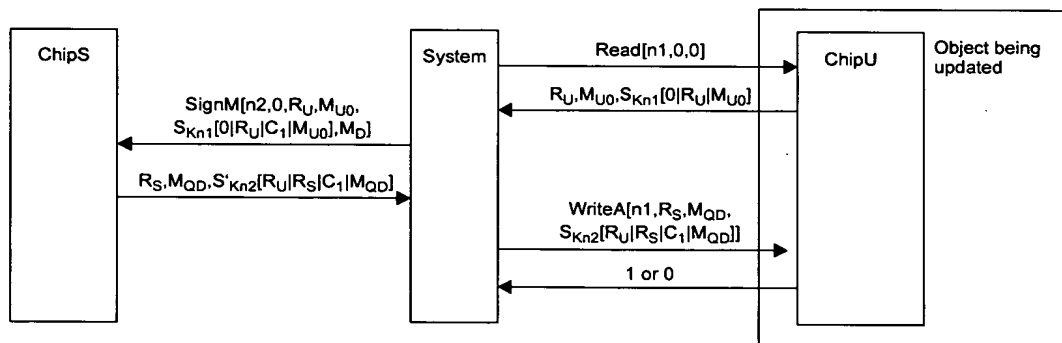 ChipS
System
ChipU
Object being
updated
Read[n1,0,0]
R_U,M_U0,S_Kn1[0|R_U|M_U0]
SignM[n2,0,R_U,M_U0,
S_Kn1[0|R_U|C_1|M_U0],M_D]
R_S,M_QD,S'_Kn2[R_U|R_S|C_1|M_QD]
WriteA[n1,R_S,M_QD,
S_Kn2[R_U|R_S|C_1|M_QD]]
1 or 0